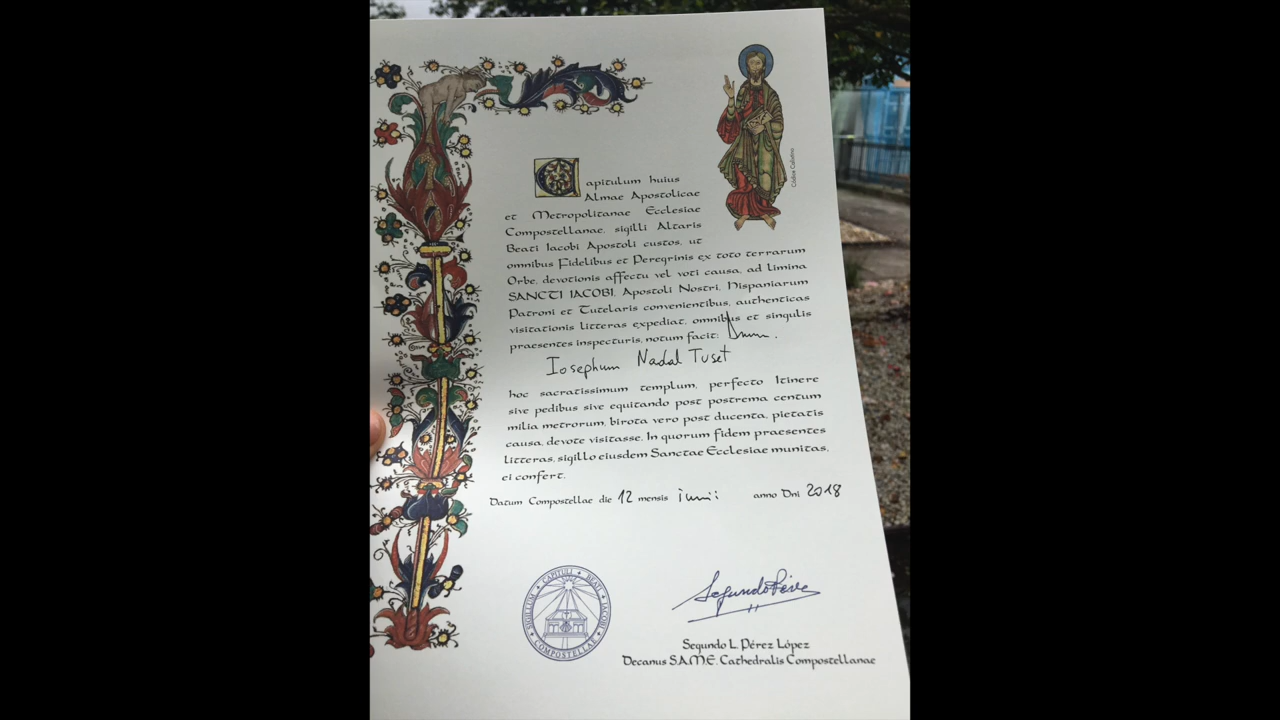 Capitulum huius
Almae Apostolicae
et Metropolitanae Ecclesiae
Compostellanae, sigilli Altaris
Beati Iacobi Apostoli custos, ut
omnibus Fidelibus et Peregrinis ex toto terrarum
Orbe, devotionis affectu vel voti causa, ad limina
SANCTI IACOBI, Apostoli Nostri, Hispaniarum
Patroni et Tutelaris convenientibus, authenticas
visitationis litteras expediat, omnibus et singulis
praesentes inspecturis, notum facit: Dnum.
Iosephum Nadal Tuset
hoc sacratissimum templum, perfecto Itinere
sive pedibus sive equitando post postrema centum
milia metrorum, birota vero post ducenta, pietatis
causa, devote visitasse. In quorum fidem praesentes
litteras, sigillo eiusdem Sanctae Ecclesiae munitas,
ei confert.
Datum Compostellae die 12 mensis iunii anno Dni 2018
Códice Calixtino
SIGILLUM CAPITULI BEATI IACOBI COMPOSTELLAE
Segundo Pérez
Segundo L. Pérez López
Decanus S.A.M.E. Cathedralis Compostellanae